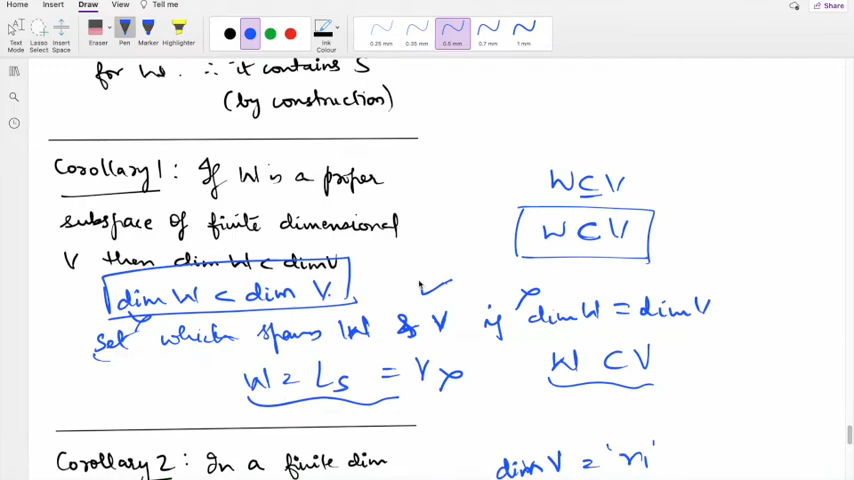 Home Insert Draw View Tell me Share
Text Mode Lasso Select Insert Space Eraser Pen Marker Highlighter Ink Colour 0.25 mm 0.35 mm 0.5 mm 0.7 mm 1 mm
for W. ∴ it contains S
(by construction)
Corollary 1: If W is a proper
subspace of finite dimensional
V then dim W < dim V
W ⊆ V
W ⊂ V
dim W < dim V.
set which spans W & V if dim W = dim V
W = LS = V
W ⊂ V
Corollary 2: In a finite dim
dim V = 'n'